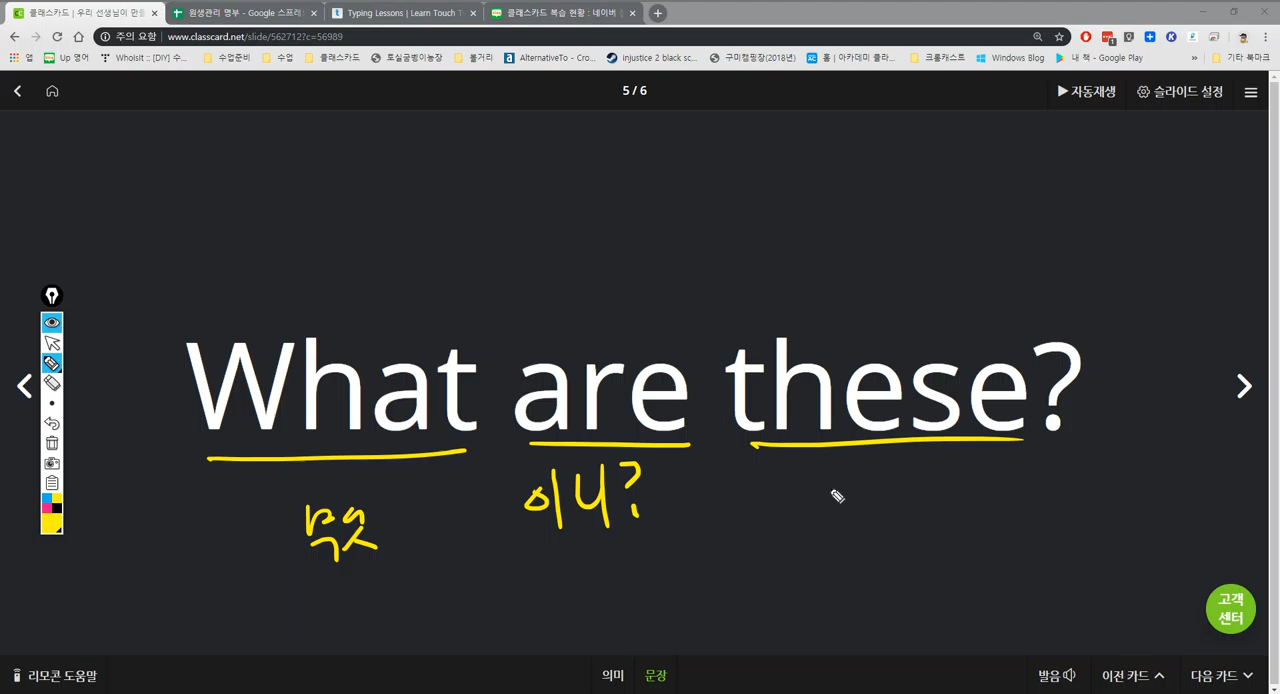 클래스카드 | 우리 선생님이 만들
원생관리 명부 - Google 스프레
Typing Lessons | Learn Touch T
클래스카드 복습 현황 : 네이버
주의 요함 www.classcard.net/slide/562712?c=56989
앱 Up 영어 WhoIsIt :: [DIY] 수... 수업준비 수업 클래스카드 토실금벵이농장 볼거리 AlternativeTo - Cro... injustice 2 black sc... 구미캠핑장(2018년) 홈 | 아카데미 클라... 크롬캐스트 Windows Blog 내 책 - Google Play » 기타 북마크
5 / 6 자동재생 슬라이드 설정
What are these?
무엇 이니?
고객
센터
리모콘 도움말 의미 문장 발음 이전 카드 다음 카드